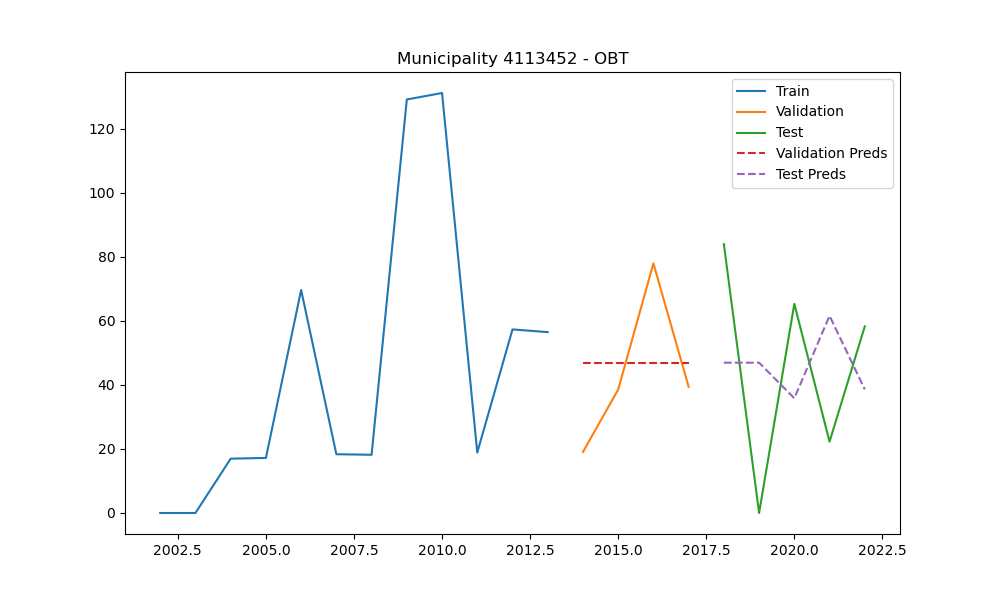 Municipality 4113452 - OBT
Train
Validation
Test
Validation Preds
Test Preds
120
100
80
60
40
20
0
2002.5 2005.0 2007.5 2010.0 2012.5 2015.0 2017.5 2020.0 2022.5